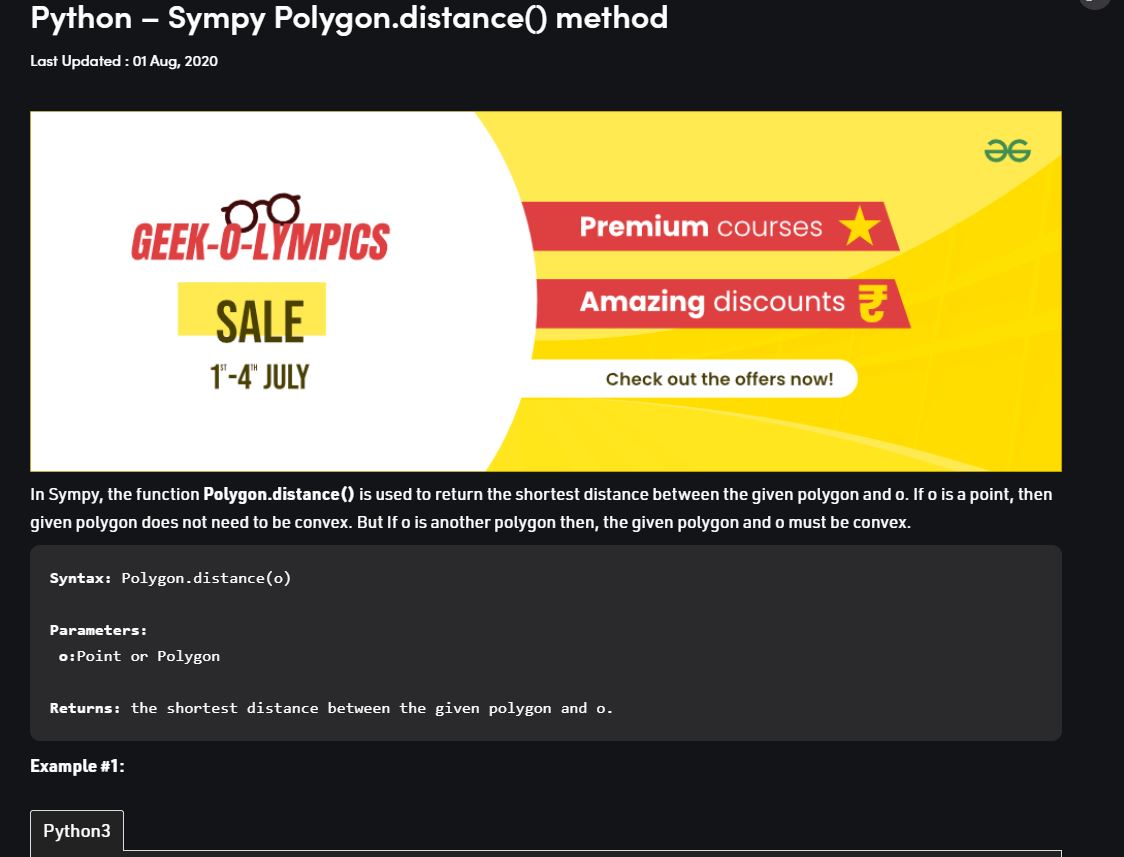 Python – Sympy Polygon.distance() method
Last Updated : 01 Aug, 2020
GEEK-O-LYMPICS
SALE
1ST-4TH JULY
Premium courses
Amazing discounts
Check out the offers now!
In Sympy, the function Polygon.distance() is used to return the shortest distance between the given polygon and o. If o is a point, then
given polygon does not need to be convex. But If o is another polygon then, the given polygon and o must be convex.
Syntax: Polygon.distance(o)
Parameters:
o:Point or Polygon
Returns: the shortest distance between the given polygon and o.
Example #1:
Python3